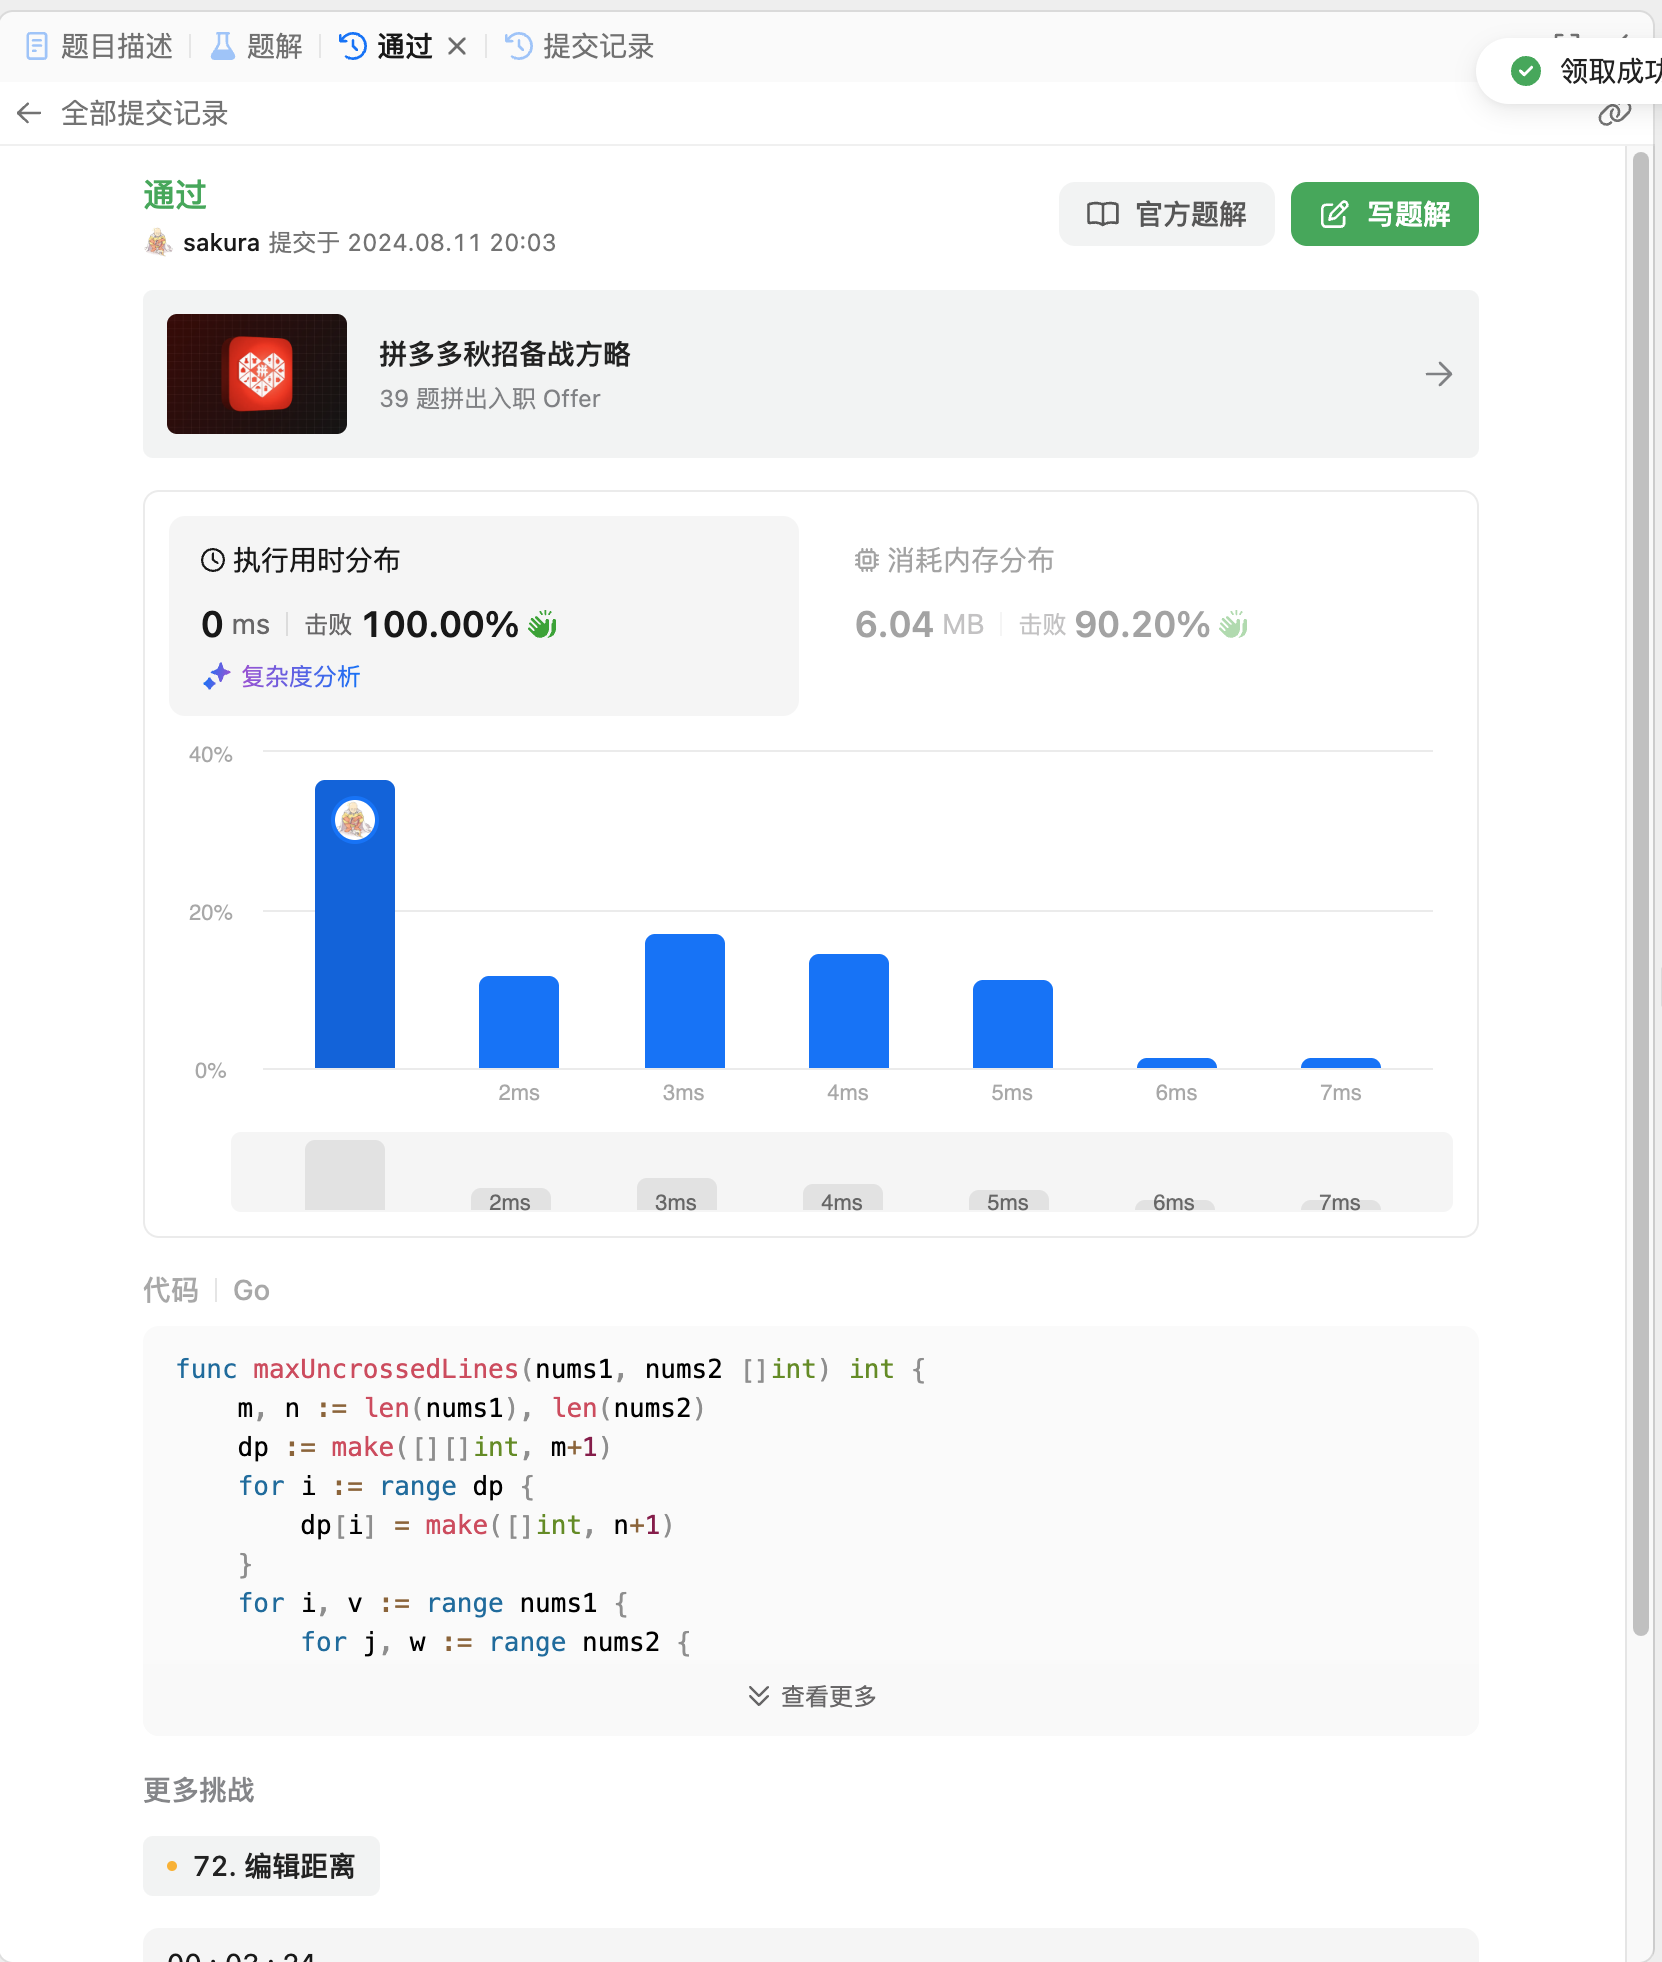 题目描述
题解
通过
提交记录
领取成功
全部提交记录
通过
sakura 提交于 2024.08.11 20:03
官方题解
写题解
拼多多秋招备战方略
39 题拼出入职 Offer
执行用时分布
0 ms 击败 100.00%
复杂度分析
消耗内存分布
6.04 MB 击败 90.20%
40%
20%
0%
2ms 3ms 4ms 5ms 6ms 7ms
2ms 3ms 4ms 5ms 6ms 7ms
代码 Go
func maxUncrossedLines(nums1, nums2 []int) int {
    m, n := len(nums1), len(nums2)
    dp := make([][]int, m+1)
    for i := range dp {
        dp[i] = make([]int, n+1)
    }
    for i, v := range nums1 {
        for j, w := range nums2 {
查看更多
更多挑战
72. 编辑距离
00 : 03 : 24